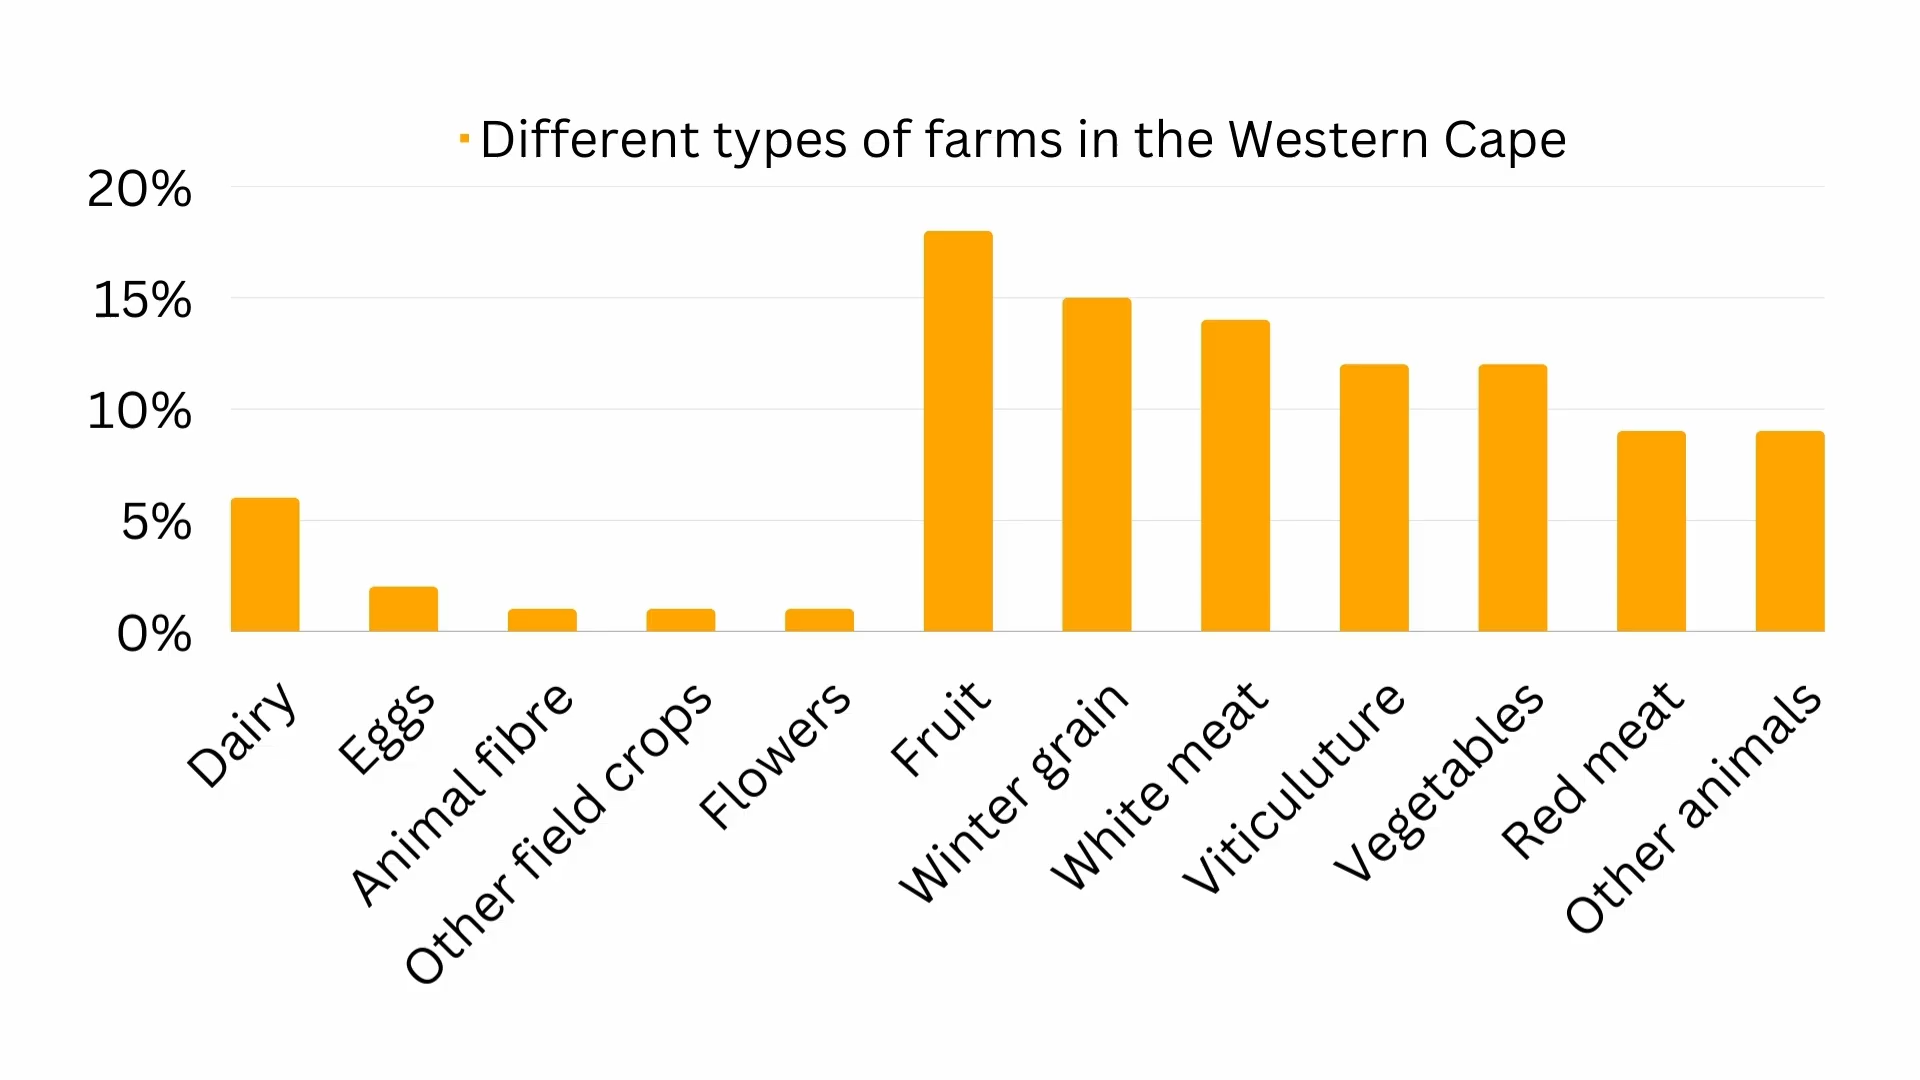 Different types of farms in the Western Cape
20%
15%
10%
5%
0%
Dairy
Eggs
Animal fibre
Other field crops
Flowers
Fruit
Winter grain
White meat
Viticuluture
Vegetables
Red meat
Other animals